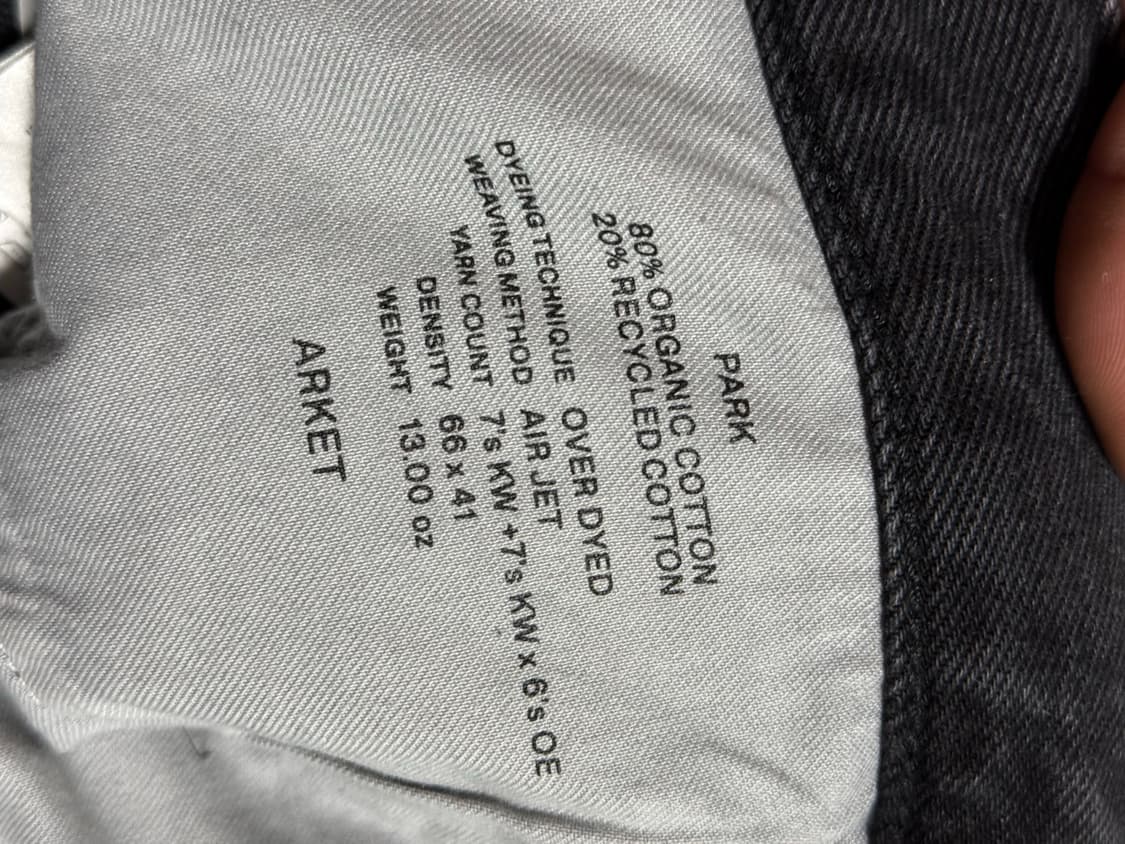 PARK
80% ORGANIC COTTON
20% RECYCLED COTTON
DYEING TECHNIQUE OVER DYED
WEAVING METHOD AIR JET
YARN COUNT 7's KW +7's KW x 6's OE
DENSITY 66 x 41
WEIGHT 13.00 oz
ARKET